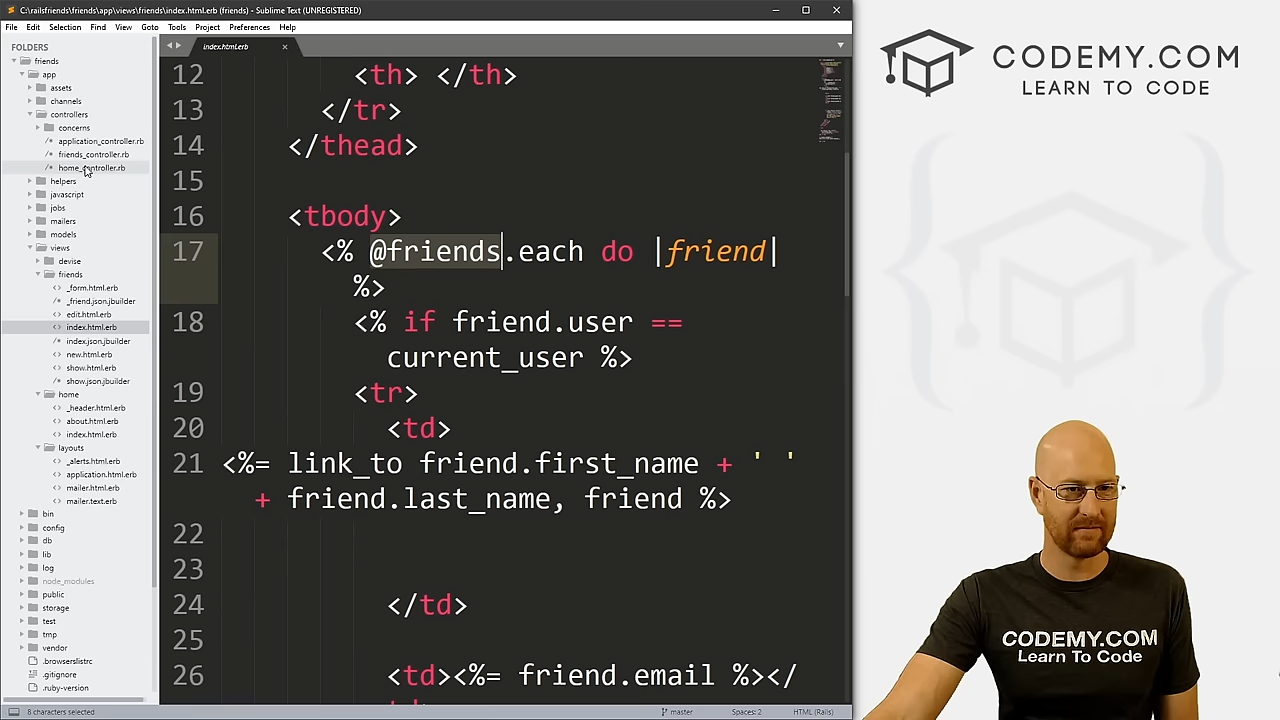 C:\railsfriends\friends\app\views\friends\index.html.erb (friends) - Sublime Text (UNREGISTERED)
File Edit Selection Find View Goto Tools Project Preferences Help
FOLDERS
friends
app
assets
channels
controllers
concerns
application_controller.rb
friends_controller.rb
home_controller.rb
helpers
javascript
jobs
mailers
models
views
devise
friends
_form.html.erb
_friend.json.jbuilder
edit.html.erb
index.html.erb
index.json.jbuilder
new.html.erb
show.html.erb
show.json.jbuilder
home
_header.html.erb
about.html.erb
index.html.erb
layouts
_alerts.html.erb
application.html.erb
mailer.html.erb
mailer.text.erb
bin
config
db
lib
log
node_modules
public
storage
test
tmp
vendor
.browserslistrc
.gitignore
.ruby-version
index.html.erb
12 <th> </th>
13 </tr>
14 </thead>
15
16 <tbody>
17 <% @friends.each do |friend|
%>
18 <% if friend.user ==
current_user %>
19 <tr>
20 <td>
21 <%= link_to friend.first_name + ' '
+ friend.last_name, friend %>
22
23
24 </td>
25
26 <td><%= friend.email %></
8 characters selected
master Spaces: 2 HTML (Rails)
CODEMY.COM
LEARN TO CODE
CODEMY.COM
Learn To Code